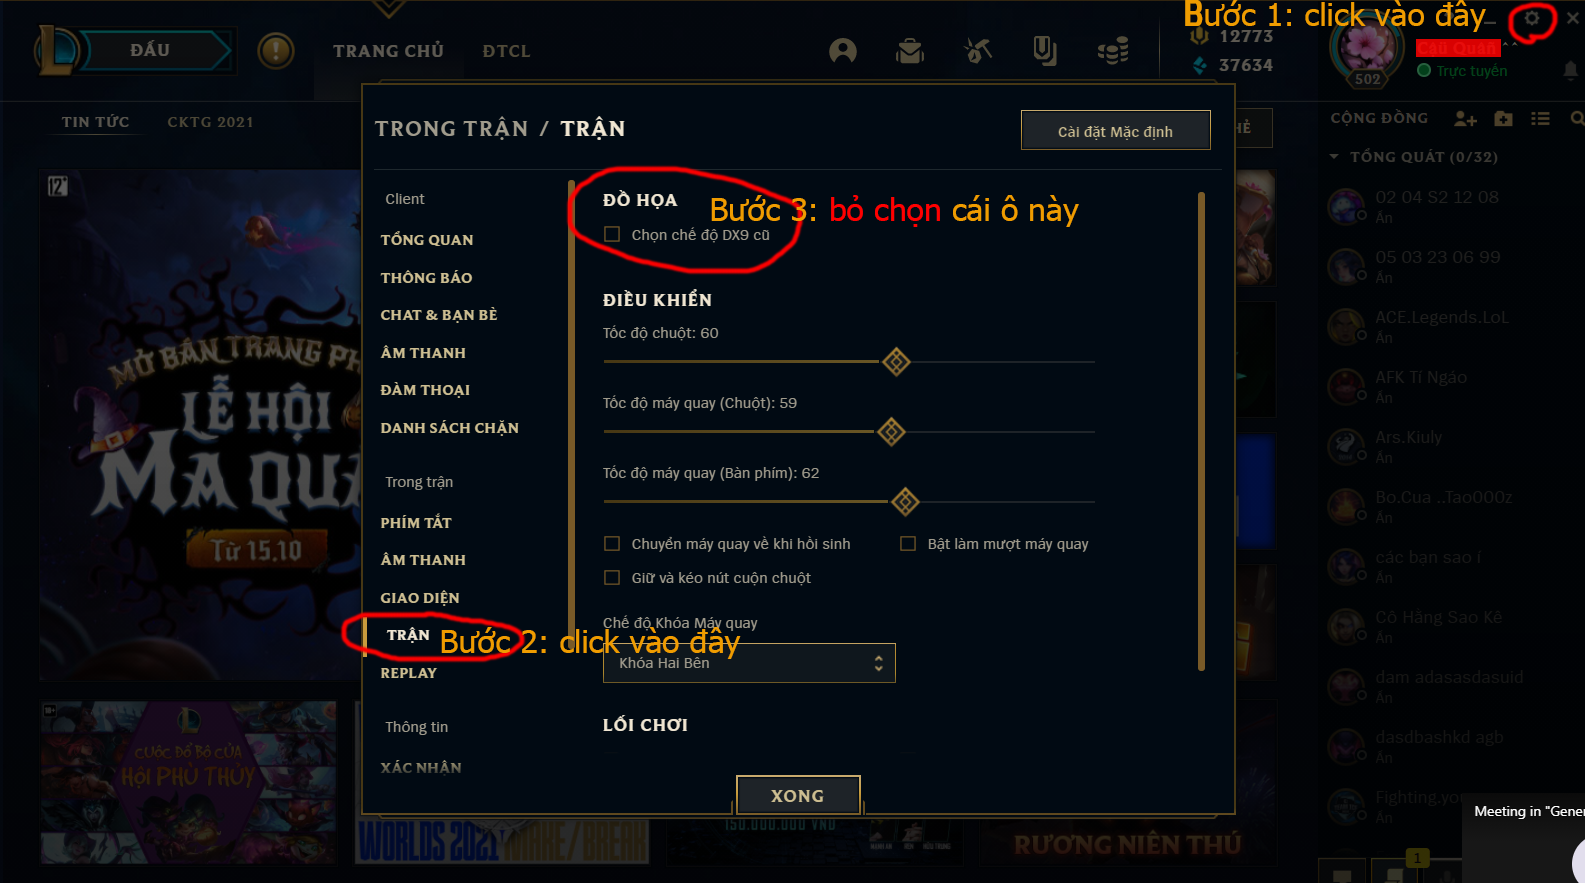 Bước 1: click vào đây
ĐẤU
TRANG CHỦ
ĐTCL
12773
37634
502
Trực tuyến
TIN TỨC
CKTG 2021
TRONG TRẬN / TRẬN
Cài đặt Mặc định
CỘNG ĐỒNG
TỔNG QUÁT (0/32)
12+
Client
TỔNG QUAN
THÔNG BÁO
CHAT & BẠN BÈ
ÂM THANH
ĐÀM THOẠI
DANH SÁCH CHẶN
Trong trận
PHÍM TẮT
ÂM THANH
GIAO DIỆN
TRẬN
Bước 2: click vào đây
REPLAY
Thông tin
XÁC NHẬN
ĐỒ HỌA
Bước 3: bỏ chọn cái ô này
Chọn chế độ DX9 cũ
ĐIỀU KHIỂN
Tốc độ chuột: 60
Tốc độ máy quay (Chuột): 59
Tốc độ máy quay (Bàn phím): 62
Chuyển máy quay về khi hồi sinh
Bật làm mượt máy quay
Giữ và kéo nút cuộn chuột
Chế độ Khóa Máy quay
Khóa Hai Bên
LỐI CHƠI
XONG
MỞ BÁN TRANG PH
LỄ HỘI
MA QU
Từ 15.10
CUỘC ĐỔ BỘ CỦA
HỘI PHÙ THỦY
WORLDS 2021 MAKE/BREAK
150.000.000 VND
RƯƠNG NIÊN THÚ
02 04 S2 12 08
Ẩn
05 03 23 06 99
Ẩn
ACE.Legends.LoL
Ẩn
AFK Tí Ngáo
Ẩn
Ars.Kiuly
Ẩn
Bo.Cua ..Tao000z
Ẩn
các bạn sao í
Ẩn
Cô Hằng Sao Kê
Ẩn
dam adasasdasuid
Ẩn
dasdbashkd agb
Ẩn
Fighting.yo
Ẩn
Meeting in "Gener
1